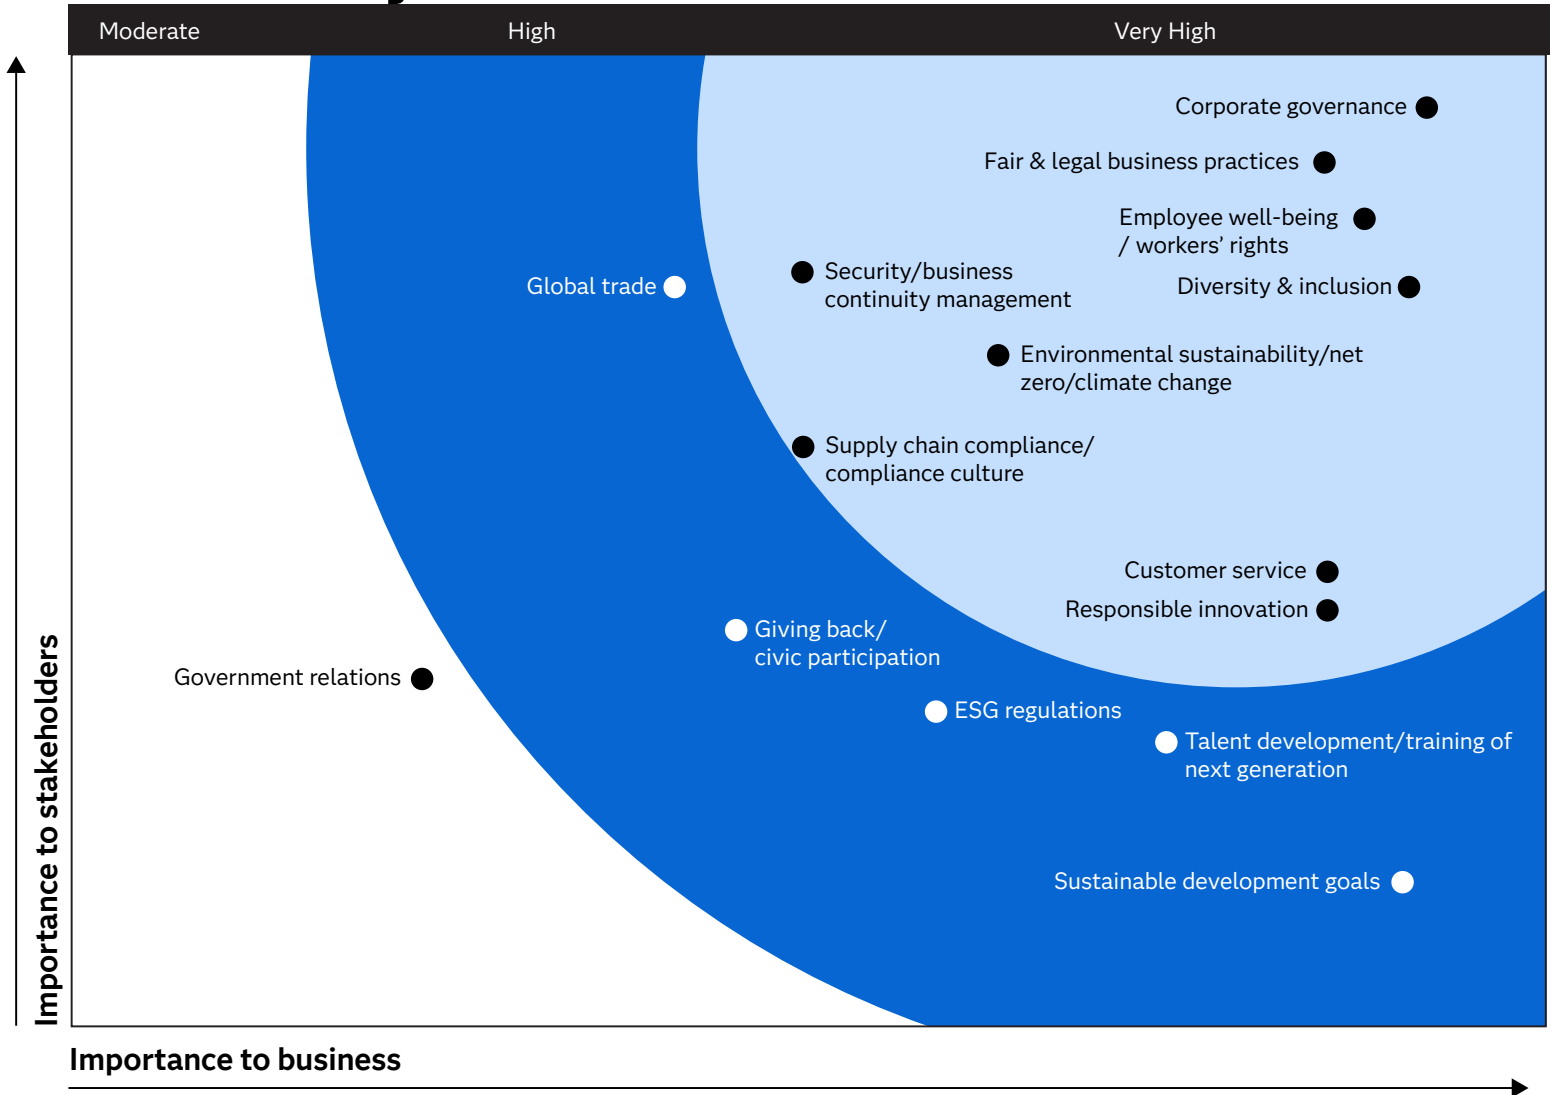 Moderate High Very High
Corporate governance
Fair & legal business practices
Employee well-being
/ workers’ rights
Security/business
continuity management
Global trade
Diversity & inclusion
Environmental sustainability/net
zero/climate change
Supply chain compliance/
compliance culture
Customer service
Responsible innovation
Giving back/
civic participation
Government relations
ESG regulations
Talent development/training of
next generation
Sustainable development goals
Importance to stakeholders
Importance to business